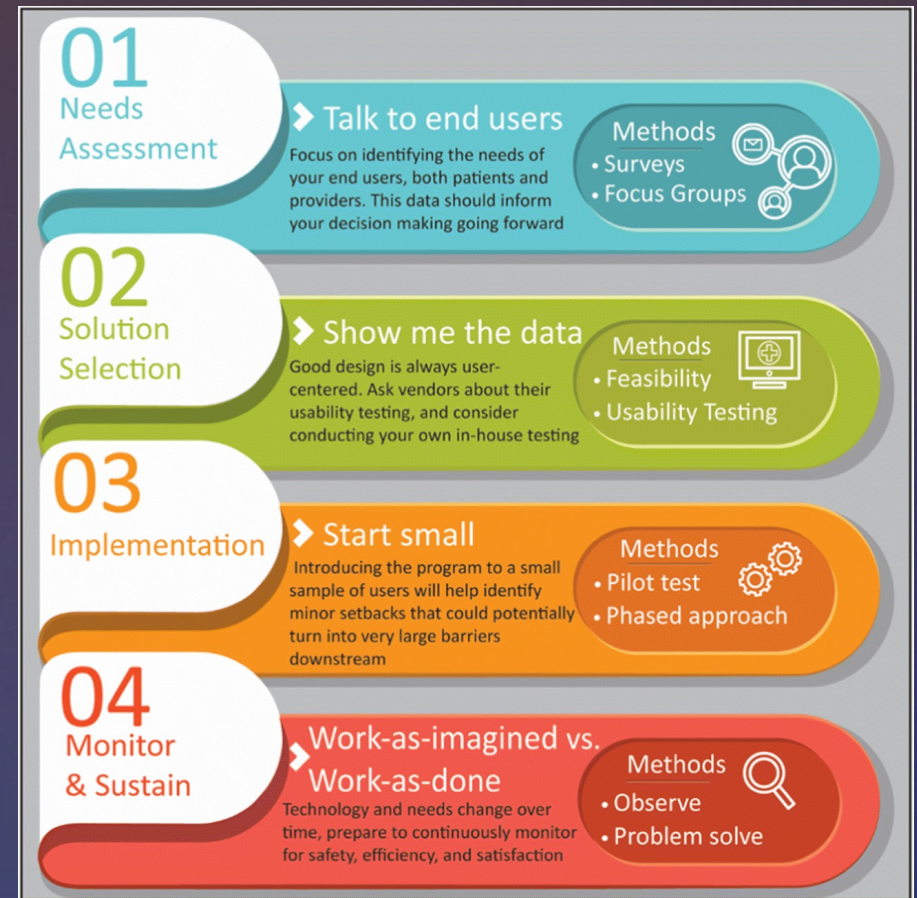 01
Needs
Assessment
Talk to end users
Focus on identifying the needs of
your end users, both patients and
providers. This data should inform
your decision making going forward
Methods
• Surveys
• Focus Groups
02
Solution
Selection
Show me the data
Good design is always user-
centered. Ask vendors about their
usability testing, and consider
conducting your own in-house testing
Methods
• Feasibility
• Usability Testing
03
Implementation
Start small
Introducing the program to a small
sample of users will help identify
minor setbacks that could potentially
turn into very large barriers
downstream
Methods
• Pilot test
• Phased approach
04
Monitor
& Sustain
Work-as-imagined vs.
Work-as-done
Technology and needs change over
time, prepare to continuously monitor
for safety, efficiency, and satisfaction
Methods
• Observe
• Problem solve